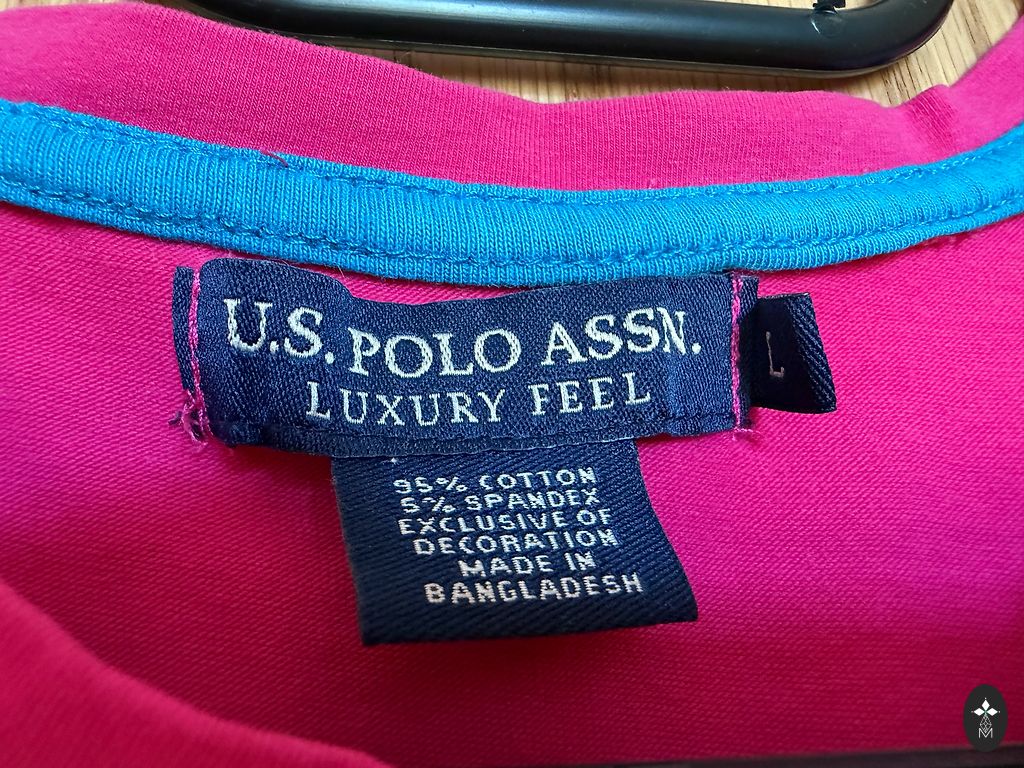 U.S. POLO ASSN.
LUXURY FEEL
L
95% COTTON
5% SPANDEX
EXCLUSIVE OF
DECORATION
MADE IN
BANGLADESH
M